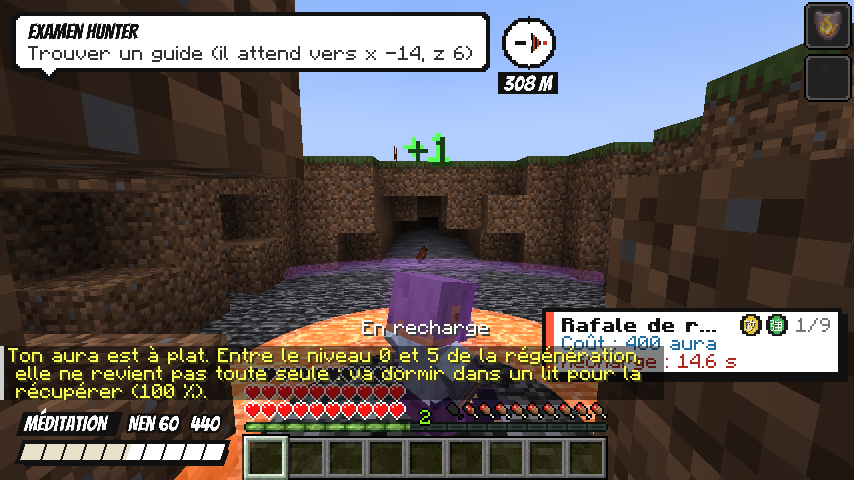 EXAMEN HUNTER
Trouver un guide (il attend vers x -14, z 6)
308 M
+1
En recharge
Rafale de r... 1/9
Coût : 400 aura
Recharge : 14.6 s
Ton aura est à plat. Entre le niveau 0 et 5 de la régénération,
elle ne revient pas toute seule : va dormir dans un lit pour la
récupérer (100 %).
MÉDITATION NEN 60 440
2